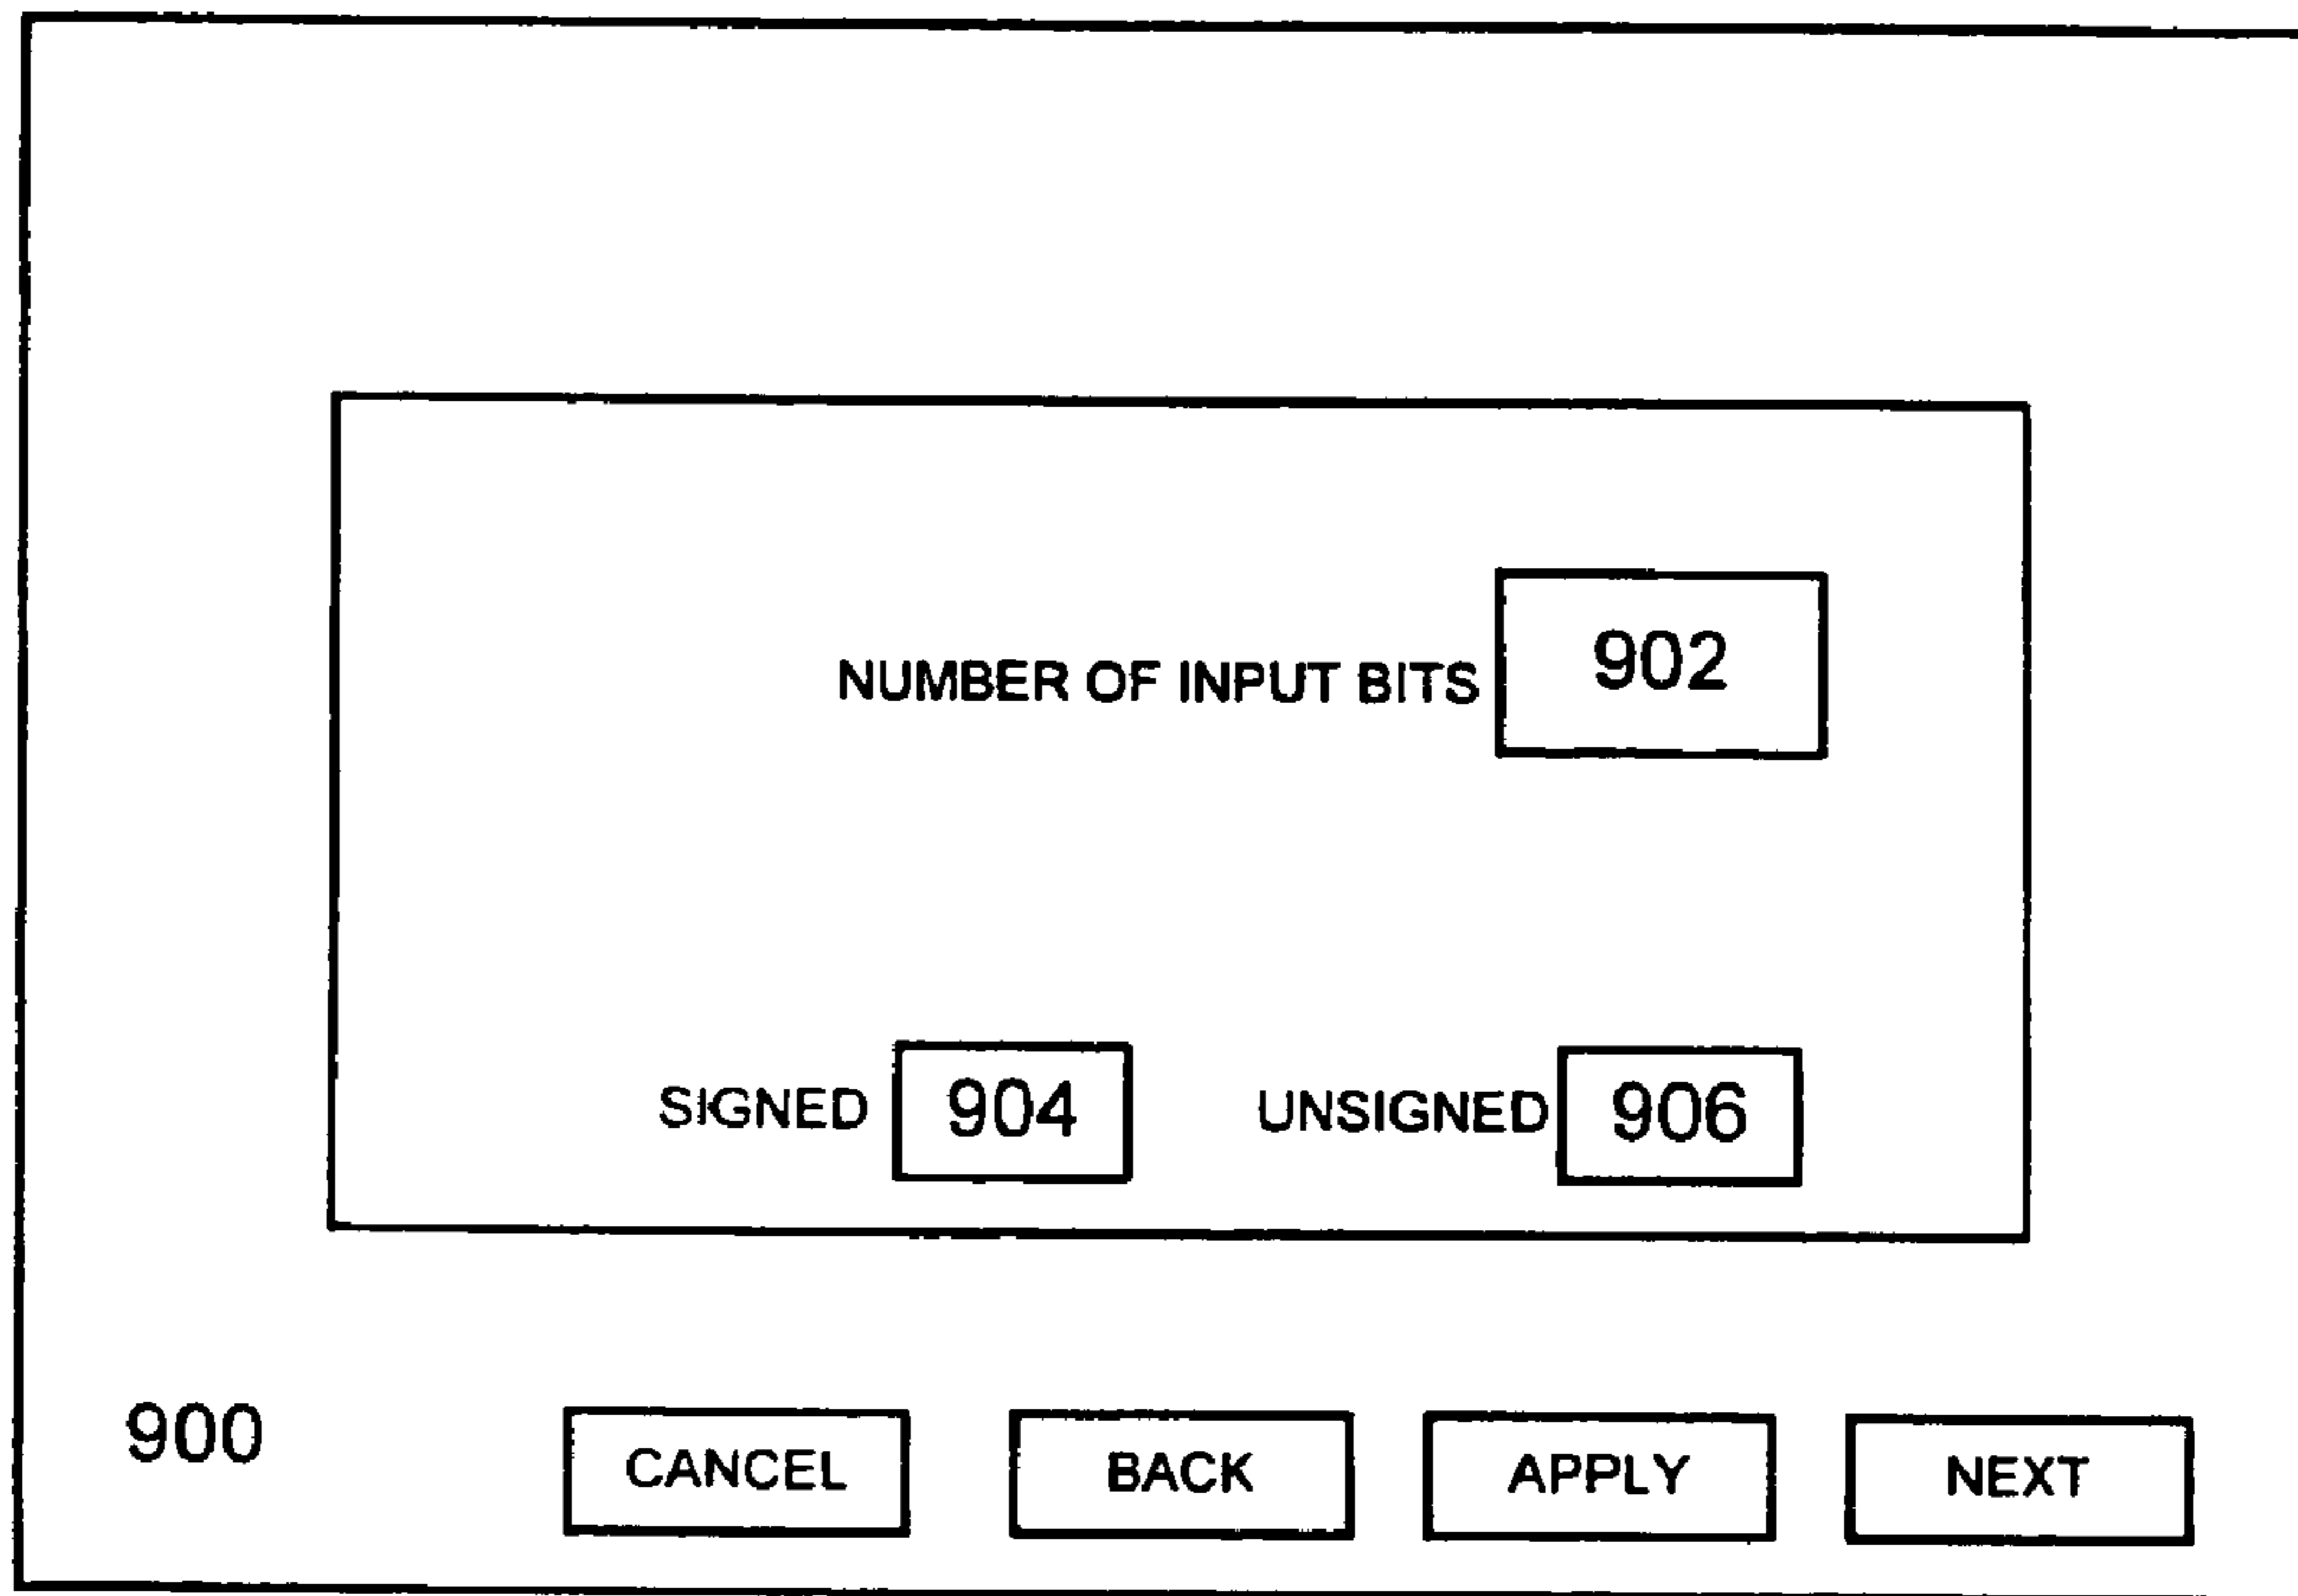 NUMBER OF INPUT BITS 902
SIGNED 904 UNSIGNED 906
900 CANCEL BACK APPLY NEXT